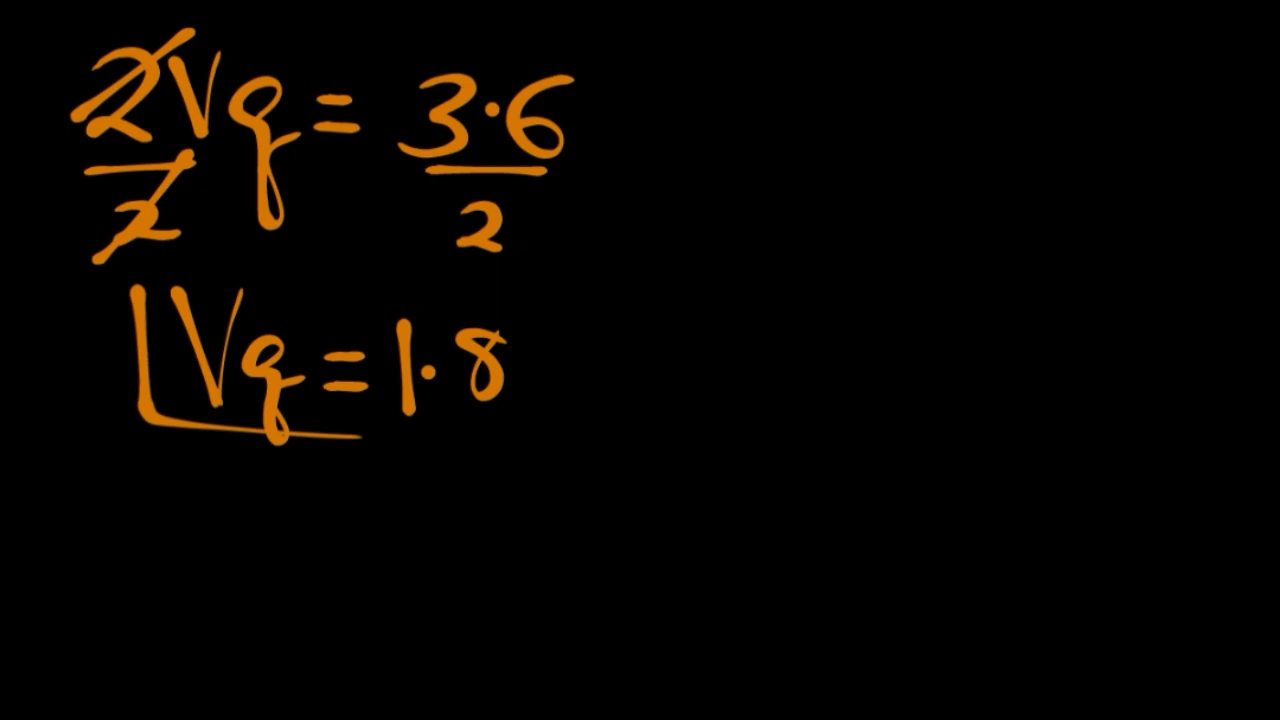 2Vq = 3.6
2 2
Vq = 1.8